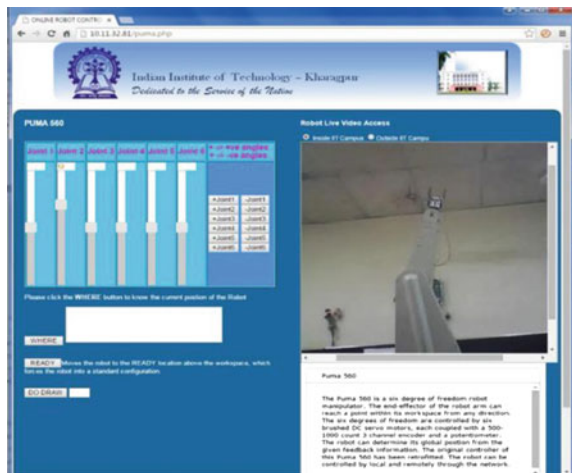 ONLINE ROBOT CONTRO
10.11.32.81/puma.php
Indian Institute of Technology – Kharagpur
Dedicated to the Service of the Nation
PUMA 560
Joint 1 Joint 2 Joint 3 Joint 4 Joint 5 Joint 6
+ -> +ve angles
+ -/- -ve angles
+Joint1 -Joint1
+Joint2 -Joint2
+Joint3 -Joint3
+Joint4 -Joint4
+Joint5 -Joint5
+Joint6 -Joint6
Please click the WHERE button to know the current position of the Robot
WHERE
READY Moves the robot to the READY location above the workspace, which
forces the robot into a standard configuration.
DO DRAW
Robot Live Video Access
Inside IIT Campus Outside IIT Campu
Puma 560
The Puma 560 is a six degree of freedom robot
manipulator. The end-effector of the robot arm can
reach a point within its workspace from any direction.
The six degrees of freedom are controlled by six
brushed DC servo motors, each coupled with a 500-
1000 count 3 channel encoder and a potentiometer.
The robot can determine its global position from the
given feedback information. The original controller of
this Puma 560 has been retrofitted. The robot can be
controlled by local and remotely through the network